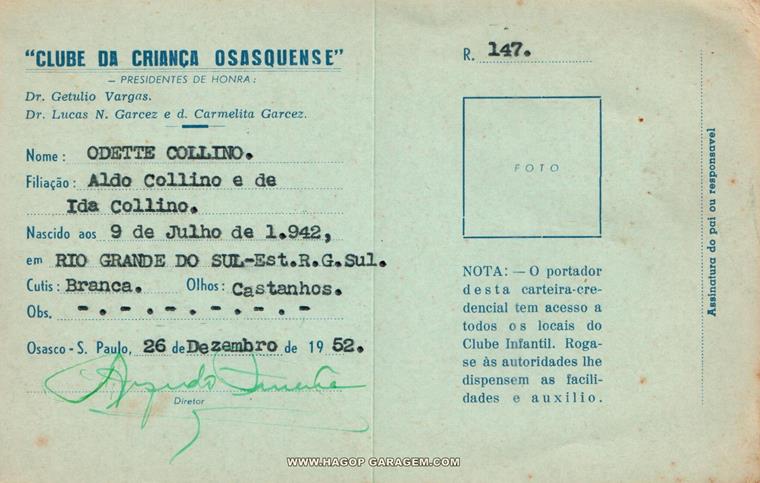 "CLUBE DA CRIANÇA OSASQUENSE"
— PRESIDENTES DE HONRA:
Dr. Getulio Vargas.
Dr. Lucas N. Garcez e d. Carmelita Garcez.
Nome: ODETTE COLLINO.
Filiação: Aldo Collino e de
Ida Collino.
Nascido aos 9 de Julho de 1.942,
em RIO GRANDE DO SUL-Est.R.G.Sul.
Cutis: Branca. Olhos: Castanhos.
Obs. -.-.-.-.-.-.
Osasco - S. Paulo, 26 de Dezembro de 1952.
Diretor
R. 147.
FOTO
NOTA: — O portador
desta carteira-cre-
dencial tem acesso a
todos os locais do
Clube Infantil. Roga-
se às autoridades lhe
dispensem as facili-
dades e auxilio.
Assinatura do pai ou responsavel
WWW.HAGOP GARAGEM.COM